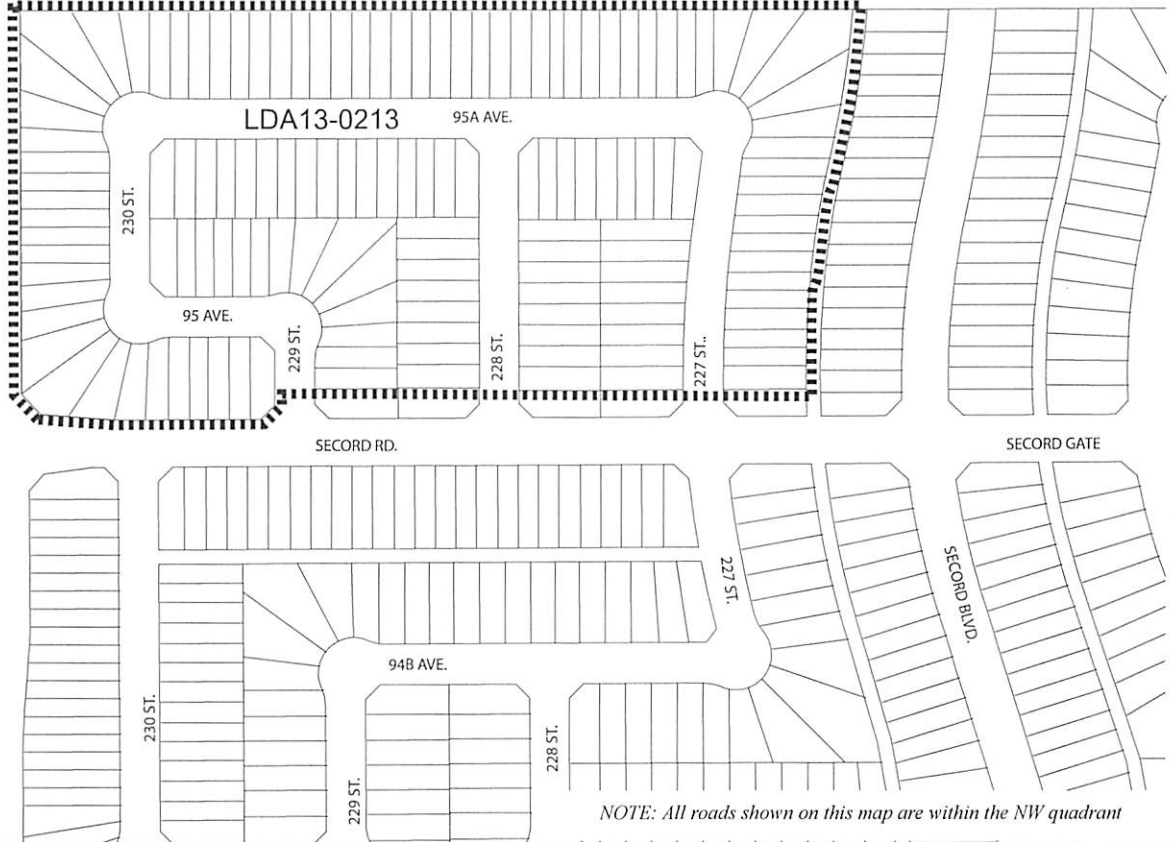 LDA13-0213
95A AVE.
230 ST.
95 AVE.
229 ST.
228 ST.
227 ST..
SECORD RD.
SECORD GATE
227 ST.
SECORD BLVD.
94B AVE.
230 ST.
229 ST.
228 ST.
NOTE: All roads shown on this map are within the NW quadrant